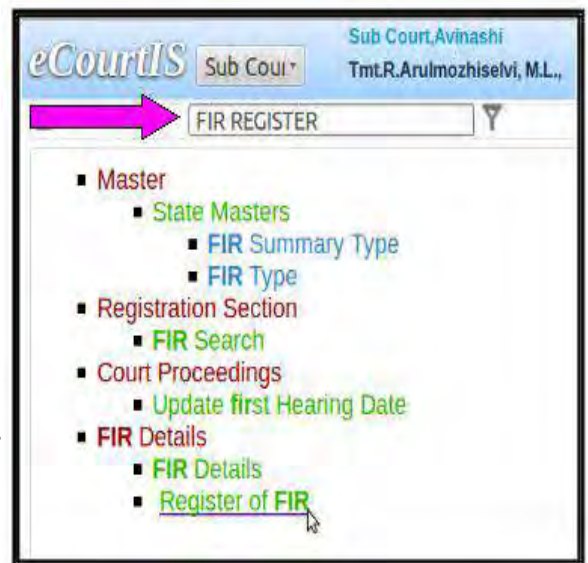 eCourtIS Sub Cour
Sub Court,Avinashi
Tmt.R.Arulmozhiselvi, M.L.,
FIR REGISTER
Master
State Masters
FIR Summary Type
FIR Type
Registration Section
FIR Search
Court Proceedings
Update first Hearing Date
FIR Details
FIR Details
Register of FIR